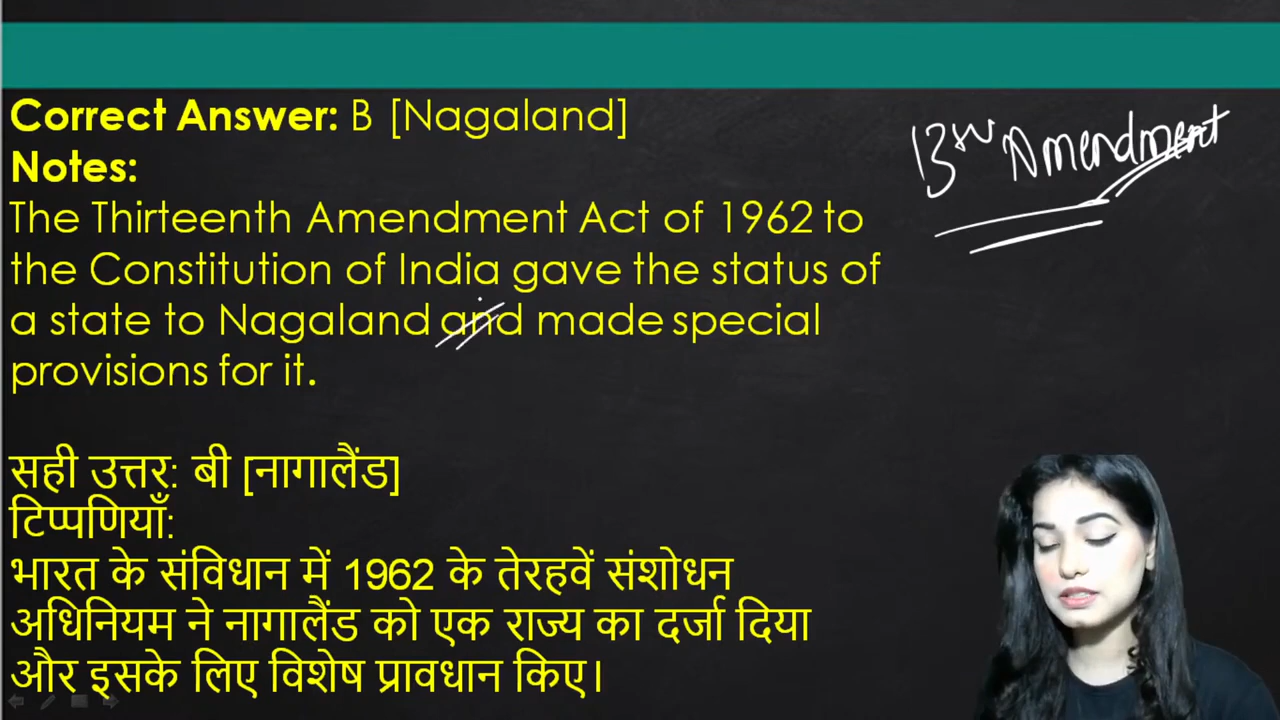 Correct Answer: B [Nagaland]
Notes:
The Thirteenth Amendment Act of 1962 to
the Constitution of India gave the status of
a state to Nagaland and made special
provisions for it.
सही उत्तर: बी [नागालैंड]
टिप्पणियाँ:
भारत के संविधान में 1962 के तेरहवें संशोधन
अधिनियम ने नागालैंड को एक राज्य का दर्जा दिया
और इसके लिए विशेष प्रावधान किए।
Amendment